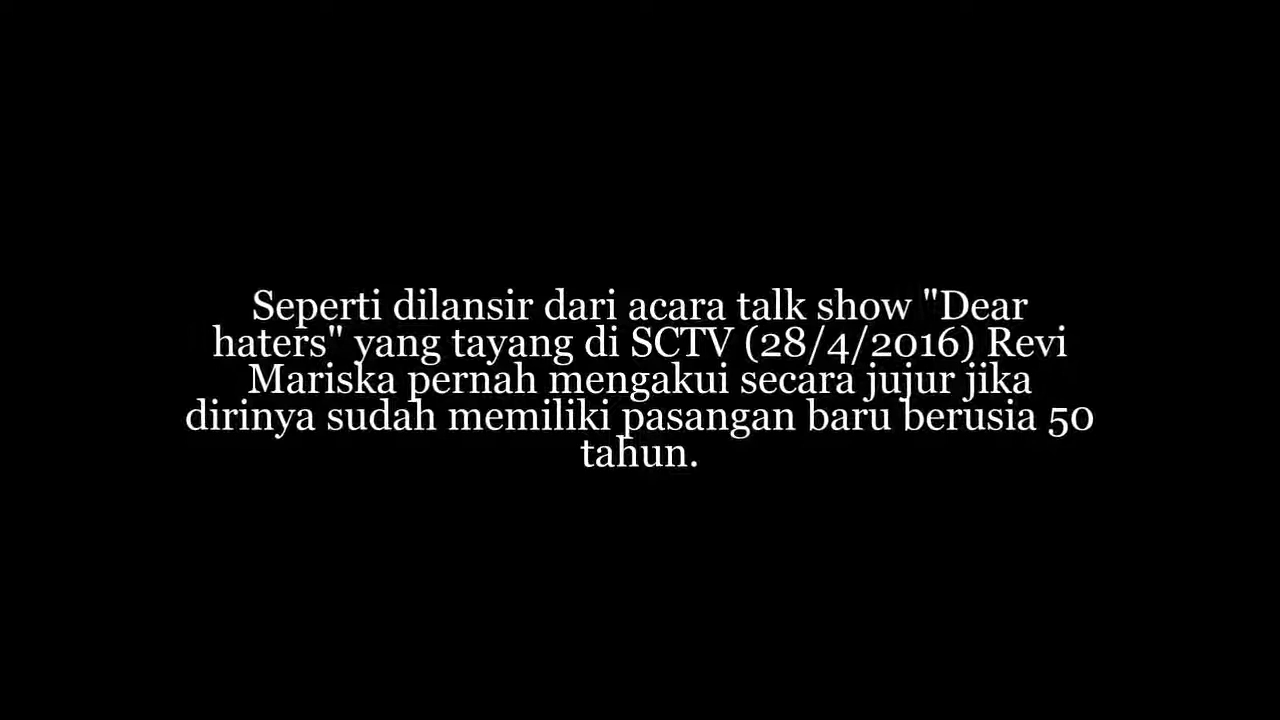 Seperti dilansir dari acara talk show "Dear
haters" yang tayang di SCTV (28/4/2016) Revi
Mariska pernah mengakui secara jujur jika
dirinya sudah memiliki pasangan baru berusia 50
tahun.